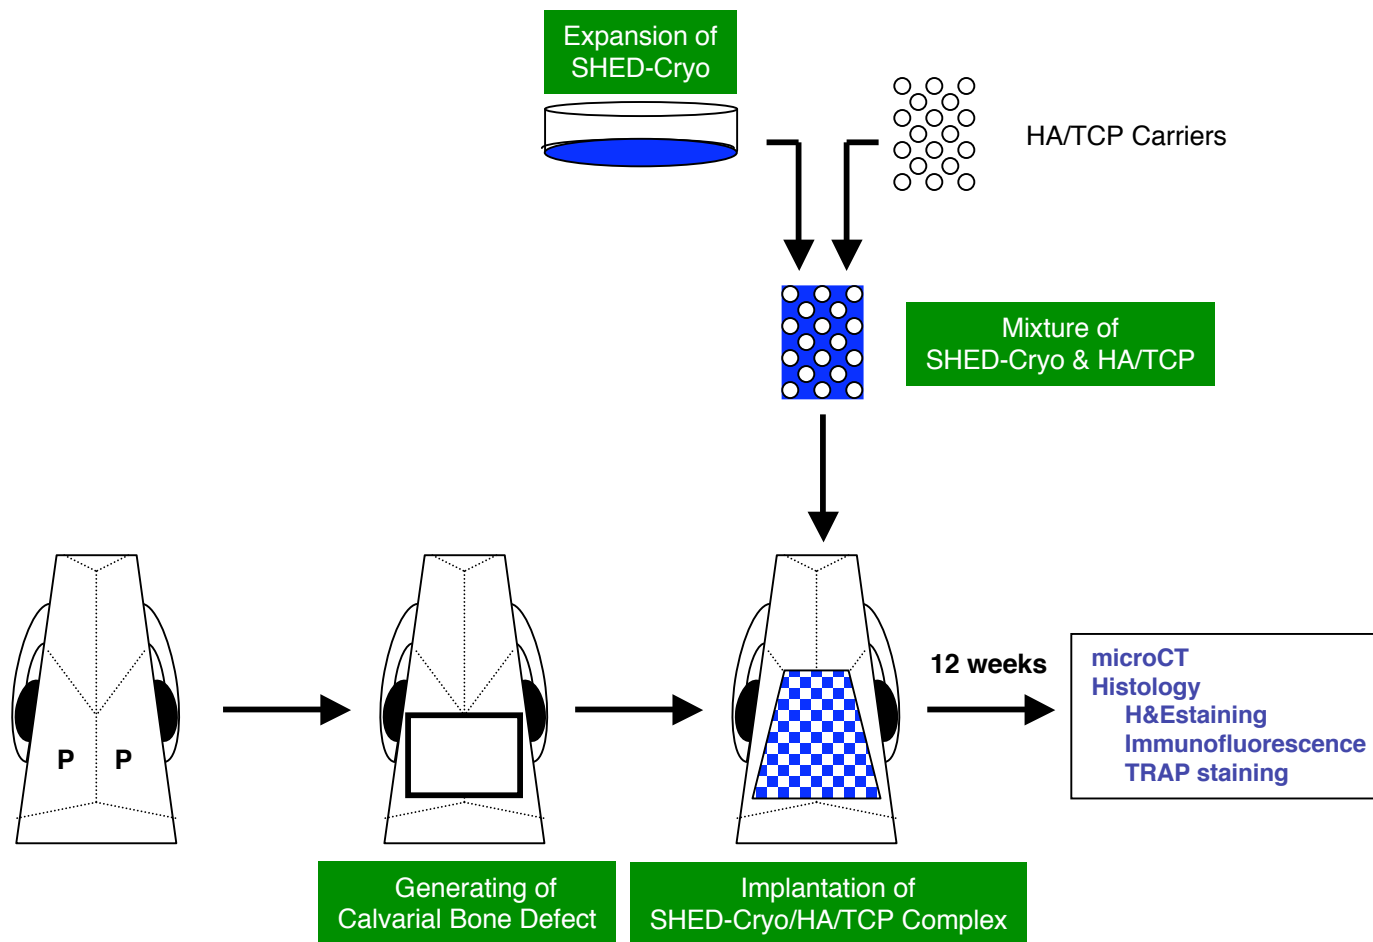 Expansion of
SHED-Cryo
HA/TCP Carriers
Mixture of
SHED-Cryo & HA/TCP
12 weeks
microCT
Histology
H&Estaining
Immunofluorescence
TRAP staining
P P
Generating of
Calvarial Bone Defect
Implantation of
SHED-Cryo/HA/TCP Complex